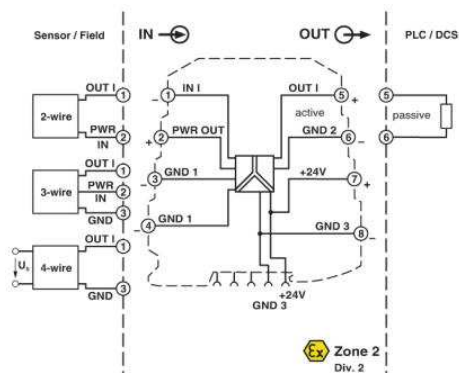 Sensor / Field
IN
OUT
PLC / DCS
OUT I
1
2-wire
PWR
IN
2
OUT I
1
3-wire
PWR
IN
2
GND
3
OUT I
1
Us
4-wire
GND
3
1
IN I
−
+
2
PWR OUT
3
GND 1
−
4
GND 1
−
OUT I
5
+
active
GND 2
6
−
+24V
7
+
GND 3
8
−
+24V
GND 3
5
passive
6
Ex
Zone 2
Div. 2